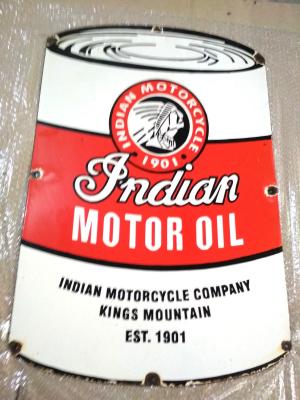 INDIAN MOTORCYCLE
1901
Indian
MOTOR OIL
INDIAN MOTORCYCLE COMPANY
KINGS MOUNTAIN
EST. 1901